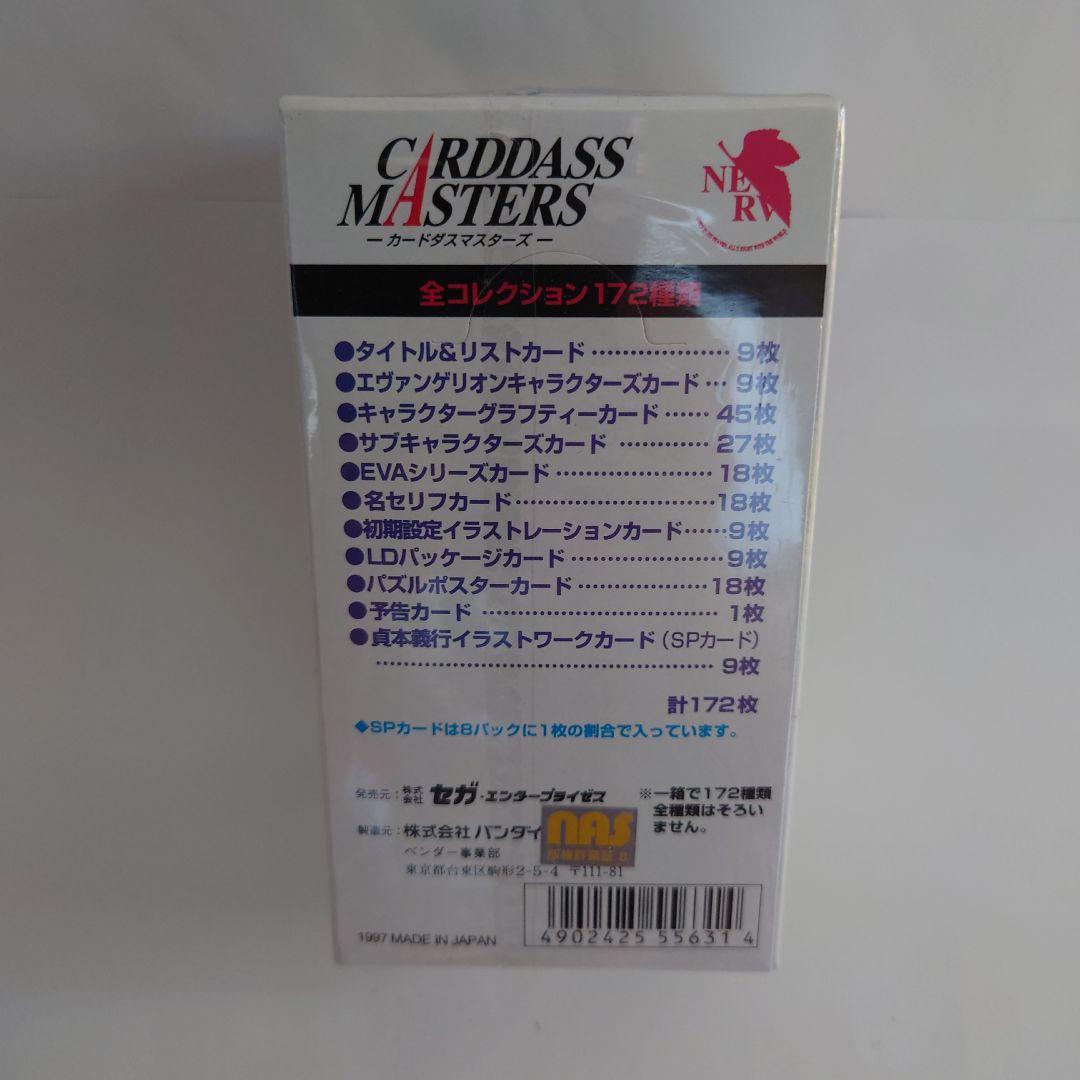 CARDDASS
MASTERS
― カードダスマスターズ ―
NERV
全コレクション172種類
●タイトル&リストカード ………………… 9枚
●エヴァンゲリオンキャラクターズカード … 9枚
●キャラクターグラフティーカード …… 45枚
●サブキャラクターズカード ………… 27枚
●EVAシリーズカード ………………… 18枚
●名セリフカード………………………18枚
●初期設定イラストレーションカード……9枚
●LDパッケージカード …………………9枚
●パズルポスターカード ………………18枚
●予告カード ……………………………… 1枚
●貞本義行イラストワークカード(SPカード)
………………………………………… 9枚
計172枚
◆SPカードは8パックに1枚の割合で入っています。
発売元:株式会社 セガ・エンタープライゼス
製造元:株式会社 バンダイ
ベンダー事業部
東京都台東区駒形2-5-4 〒111-81
※一箱で172種類
全種類はそろい
ません。
nas
1997 MADE IN JAPAN
4902425 556314